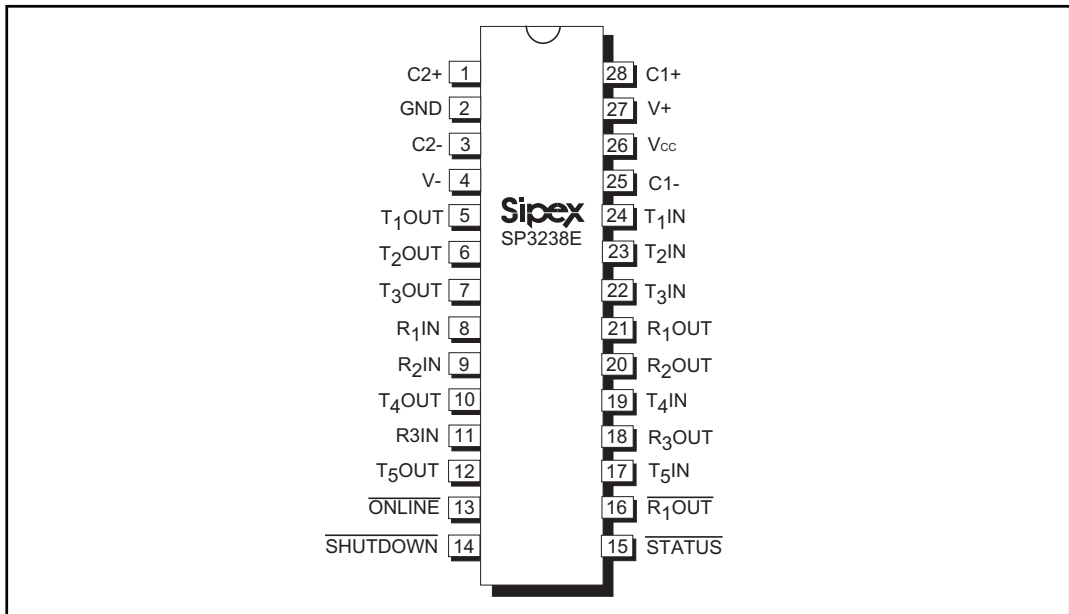 C2+ 1 28 C1+
GND 2 27 V+
C2- 3 26 Vcc
V- 4 25 C1-
T1OUT 5 24 T1IN
Sipex
SP3238E
T2OUT 6 23 T2IN
T3OUT 7 22 T3IN
R1IN 8 21 R1OUT
R2IN 9 20 R2OUT
T4OUT 10 19 T4IN
R3IN 11 18 R3OUT
T5OUT 12 17 T5IN
ONLINE 13 16 R1OUT
SHUTDOWN 14 15 STATUS